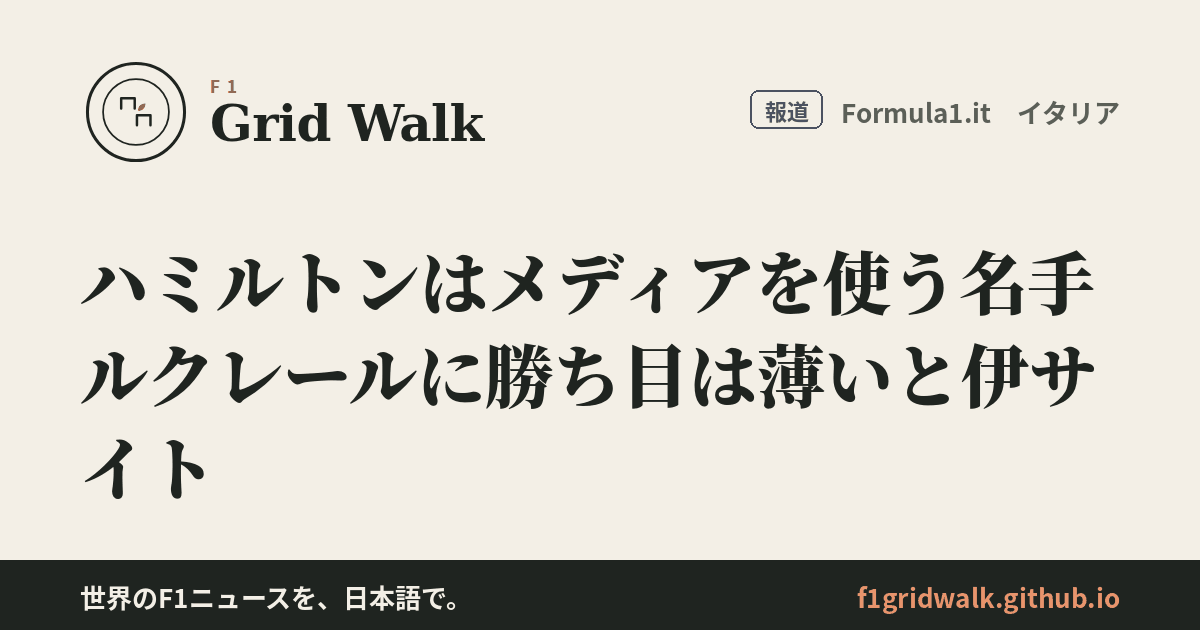 F1
Grid Walk
報道 Formula1.it イタリア
ハミルトンはメディアを使う名手
ルクレールに勝ち目は薄いと伊サ
イト
世界のF1ニュースを、日本語で。
f1gridwalk.github.io